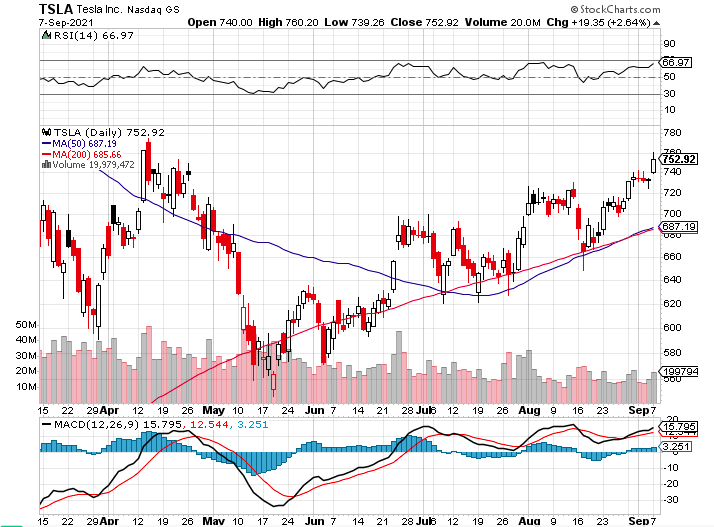 TSLA Tesla Inc. Nasdaq GS © StockCharts.com
7-Sep-2021 Open 740.00 High 760.20 Low 739.26 Close 752.92 Volume 20.0M Chg +19.35 (+2.64%)
RSI(14) 66.97
90
66.97
50
30
10
TSLA (Daily) 752.92
MA(50) 687.19
MA(200) 685.66
Volume 19,979,472
780
752.92
740
720
700
687.19
680
660
640
620
600
580
560
50M
40M
30M
20M
10M
199794
15 22 29 Apr 12 19 26 May 10 17 24 Jun 7 14 21 28 Jul 6 12 19 26 Aug 9 16 23 Sep 7
MACD(12,26,9) 15.795, 12.544, 3.251
20
15.795
3.251
-10
-20
-30
15 22 29 Apr 12 19 26 May 10 17 24 Jun 7 14 21 28 Jul 6 12 19 26 Aug 9 16 23 Sep 7